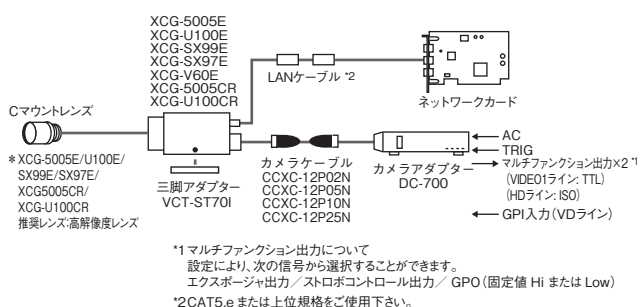 XCG-5005E
XCG-U100E
XCG-SX99E
XCG-SX97E
XCG-V60E
XCG-5005CR
XCG-U100CR
LANケーブル *2
ネットワークカード
Cマウントレンズ
＊XCG-5005E/U100E/
SX99E/SX97E/
XCG5005CR/
XCG-U100CR
推奨レンズ:高解像度レンズ
三脚アダプター
VCT-ST70I
カメラケーブル
CCXC-12P02N
CCXC-12P05N
CCXC-12P10N
CCXC-12P25N
カメラアダプター
DC-700
AC
TRIG
マルチファンクション出力×2 *1
(VIDEO1ライン: TTL)
(HDライン: ISO)
GPI入力(VDライン)
*1 マルチファンクション出力について
設定により、次の信号から選択することができます。
エクスポージャ出力／ストロボコントロール出力／ GPO(固定値 Hi または Low)
*2CAT5.e または上位規格をご使用下さい。